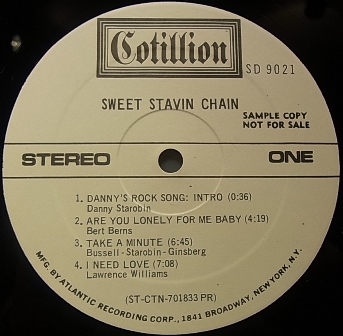 Cotillion
SD 9021
SWEET STAVIN CHAIN
SAMPLE COPY
NOT FOR SALE
STEREO
ONE
1. DANNY'S ROCK SONG: INTRO (0:36)
Danny Starobin
2. ARE YOU LONELY FOR ME BABY (4:19)
Bert Berns
3. TAKE A MINUTE (6:45)
Bussell-Starobin-Ginsberg
4. I NEED LOVE (7:08)
Lawrence Williams
(ST-CTN-701833 PR)
MFG. BY ATLANTIC RECORDING CORP., 1841 BROADWAY, NEW YORK, N.Y.